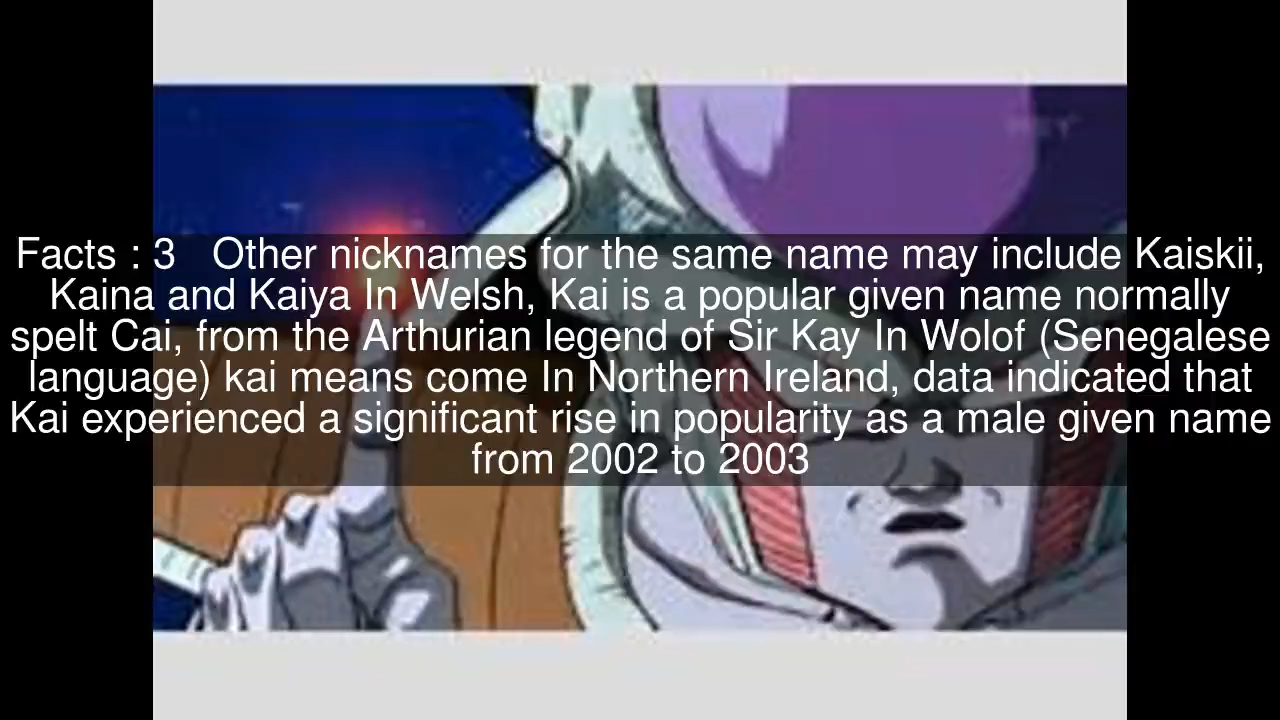 Facts : 3   Other nicknames for the same name may include Kaiskii,
Kaina and Kaiya In Welsh, Kai is a popular given name normally
spelt Cai, from the Arthurian legend of Sir Kay In Wolof (Senegalese
language) kai means come In Northern Ireland, data indicated that
Kai experienced a significant rise in popularity as a male given name
from 2002 to 2003